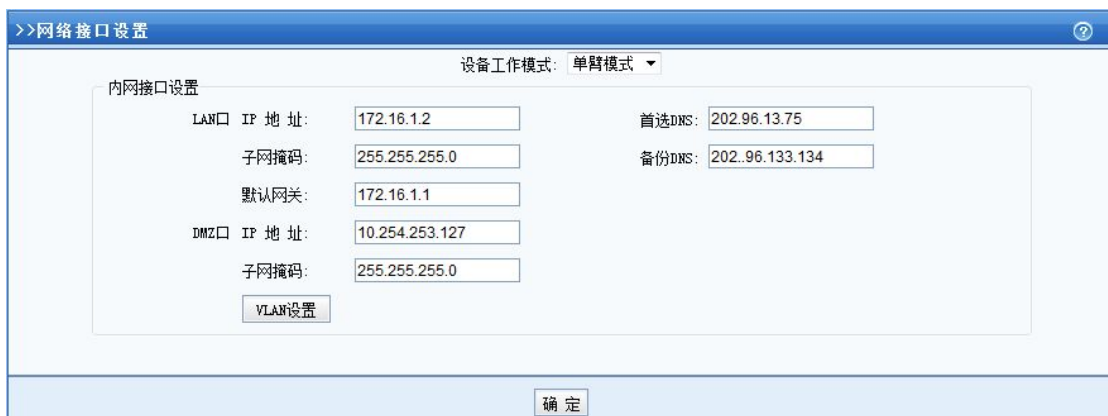 >>网络接口设置
设备工作模式: 单臂模式
内网接口设置
LAN口 IP 地 址: 172.16.1.2 首选DNS: 202.96.13.75
子网掩码: 255.255.255.0 备份DNS: 202..96.133.134
默认网关: 172.16.1.1
DMZ口 IP 地 址: 10.254.253.127
子网掩码: 255.255.255.0
VLAN设置
确 定